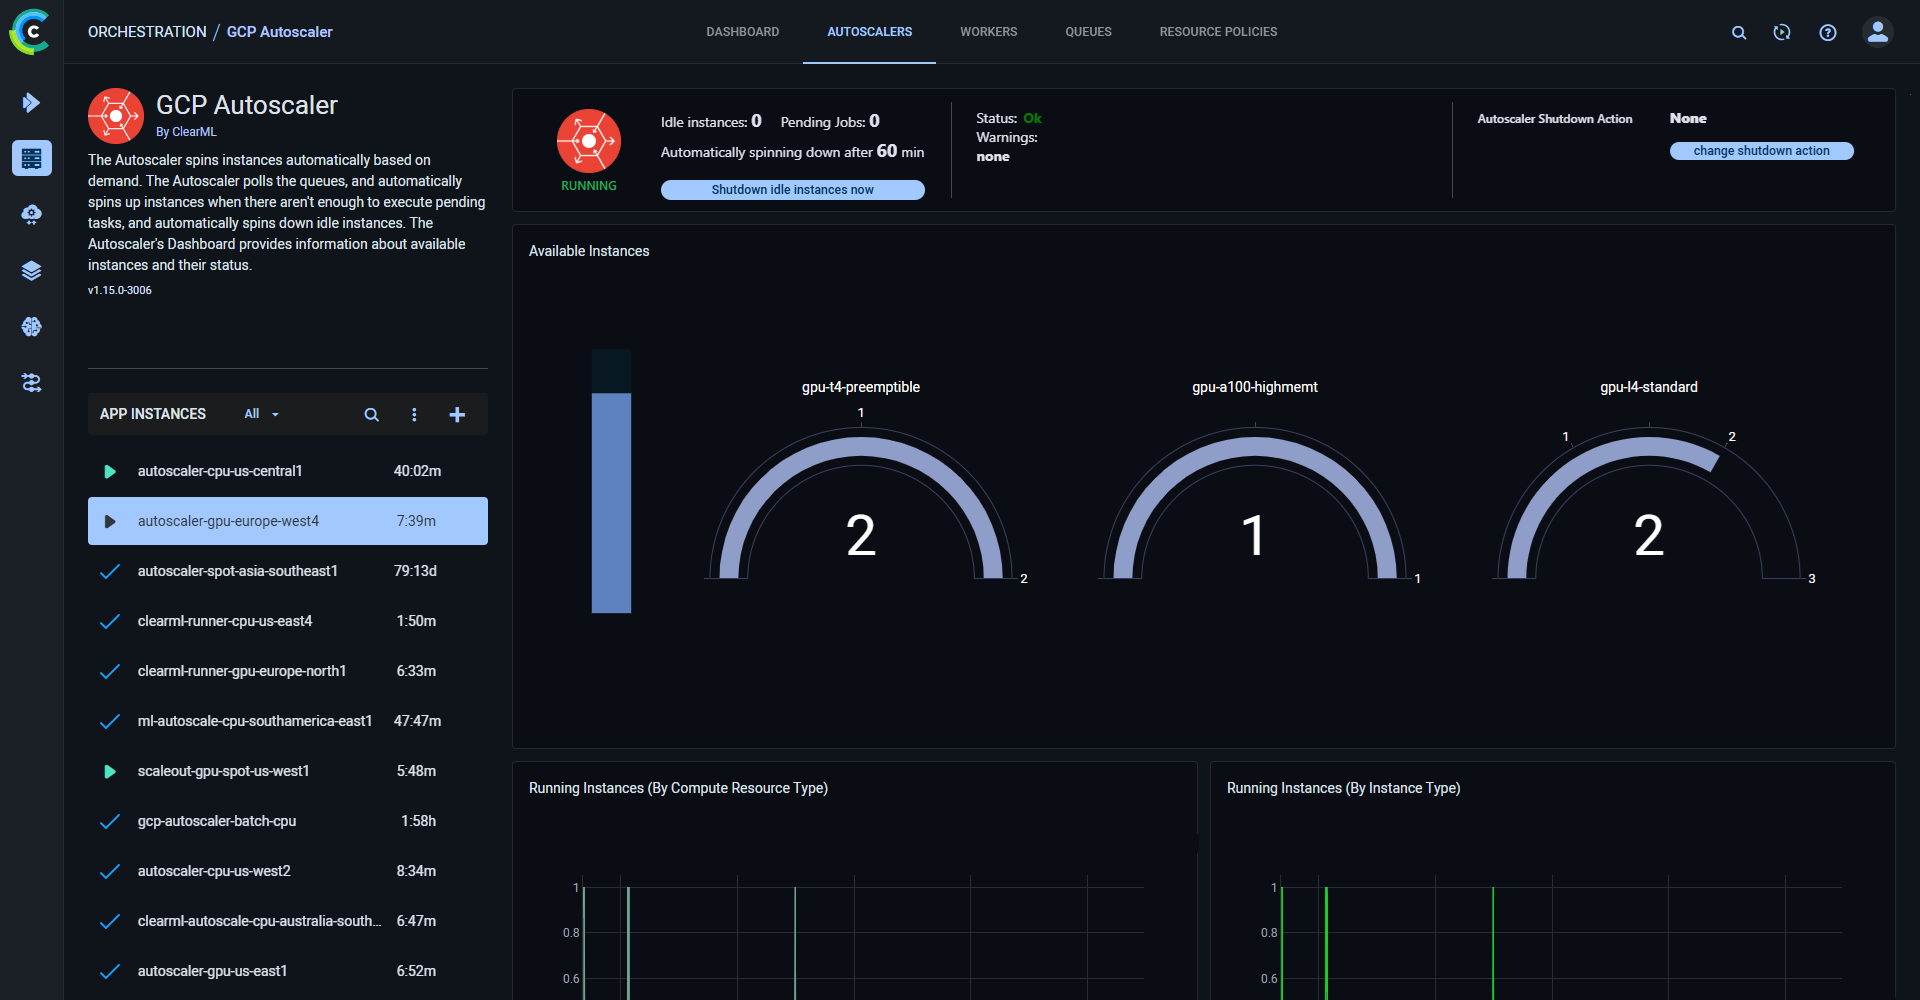 ORCHESTRATION / GCP Autoscaler
DASHBOARD
AUTOSCALERS
WORKERS
QUEUES
RESOURCE POLICIES
GCP Autoscaler
By ClearML
The Autoscaler spins instances automatically based on
demand. The Autoscaler polls the queues, and automatically
spins up instances when there aren't enough to execute pending
tasks, and automatically spins down idle instances. The
Autoscaler's Dashboard provides information about available
instances and their status.
v1.15.0-3006
APP INSTANCES All
autoscaler-cpu-us-central1 40:02m
autoscaler-gpu-europe-west4 7:39m
autoscaler-spot-asia-southeast1 79:13d
clearml-runner-cpu-us-east4 1:50m
clearml-runner-gpu-europe-north1 6:33m
ml-autoscale-cpu-southamerica-east1 47:47m
scaleout-gpu-spot-us-west1 5:48m
gcp-autoscaler-batch-cpu 1:58h
autoscaler-cpu-us-west2 8:34m
clearml-autoscale-cpu-australia-south... 6:47m
autoscaler-gpu-us-east1 6:52m
RUNNING
Idle instances: 0 Pending Jobs: 0
Automatically spinning down after 60 min
Shutdown idle instances now
Status: Ok
Warnings:
none
Autoscaler Shutdown Action None
change shutdown action
Available Instances
gpu-t4-preemptible
1
2
2
gpu-a100-highmemt
1
1
gpu-l4-standard
1
2
2
3
Running Instances (By Compute Resource Type)
1
0.8
0.6
Running Instances (By Instance Type)
1
0.8
0.6